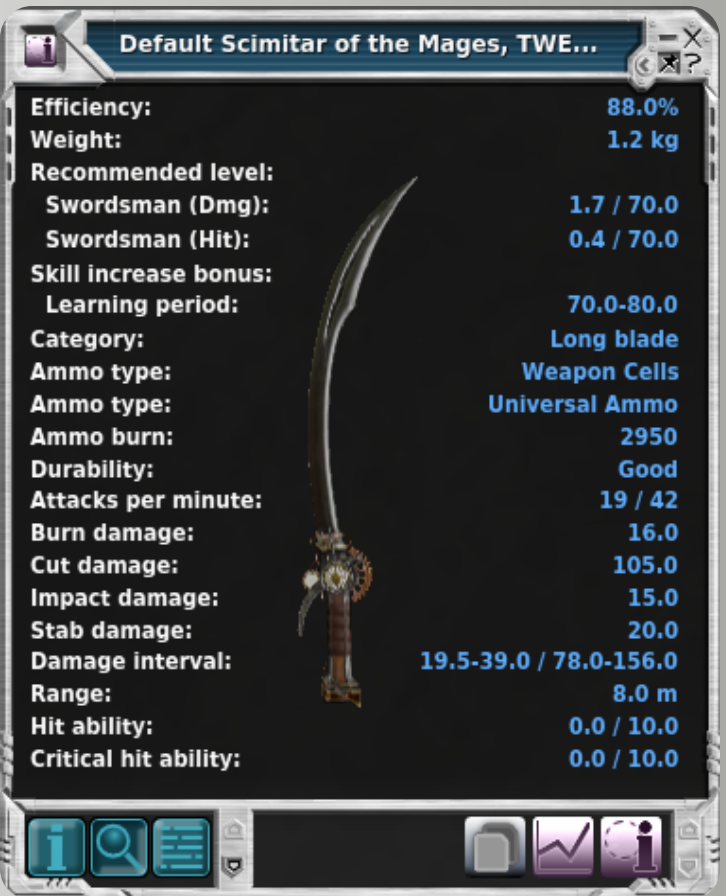 Default Scimitar of the Mages, TWE...
Efficiency: 88.0%
Weight: 1.2 kg
Recommended level:
Swordsman (Dmg): 1.7 / 70.0
Swordsman (Hit): 0.4 / 70.0
Skill increase bonus:
Learning period: 70.0-80.0
Category: Long blade
Ammo type: Weapon Cells
Ammo type: Universal Ammo
Ammo burn: 2950
Durability: Good
Attacks per minute: 19 / 42
Burn damage: 16.0
Cut damage: 105.0
Impact damage: 15.0
Stab damage: 20.0
Damage interval: 19.5-39.0 / 78.0-156.0
Range: 8.0 m
Hit ability: 0.0 / 10.0
Critical hit ability: 0.0 / 10.0